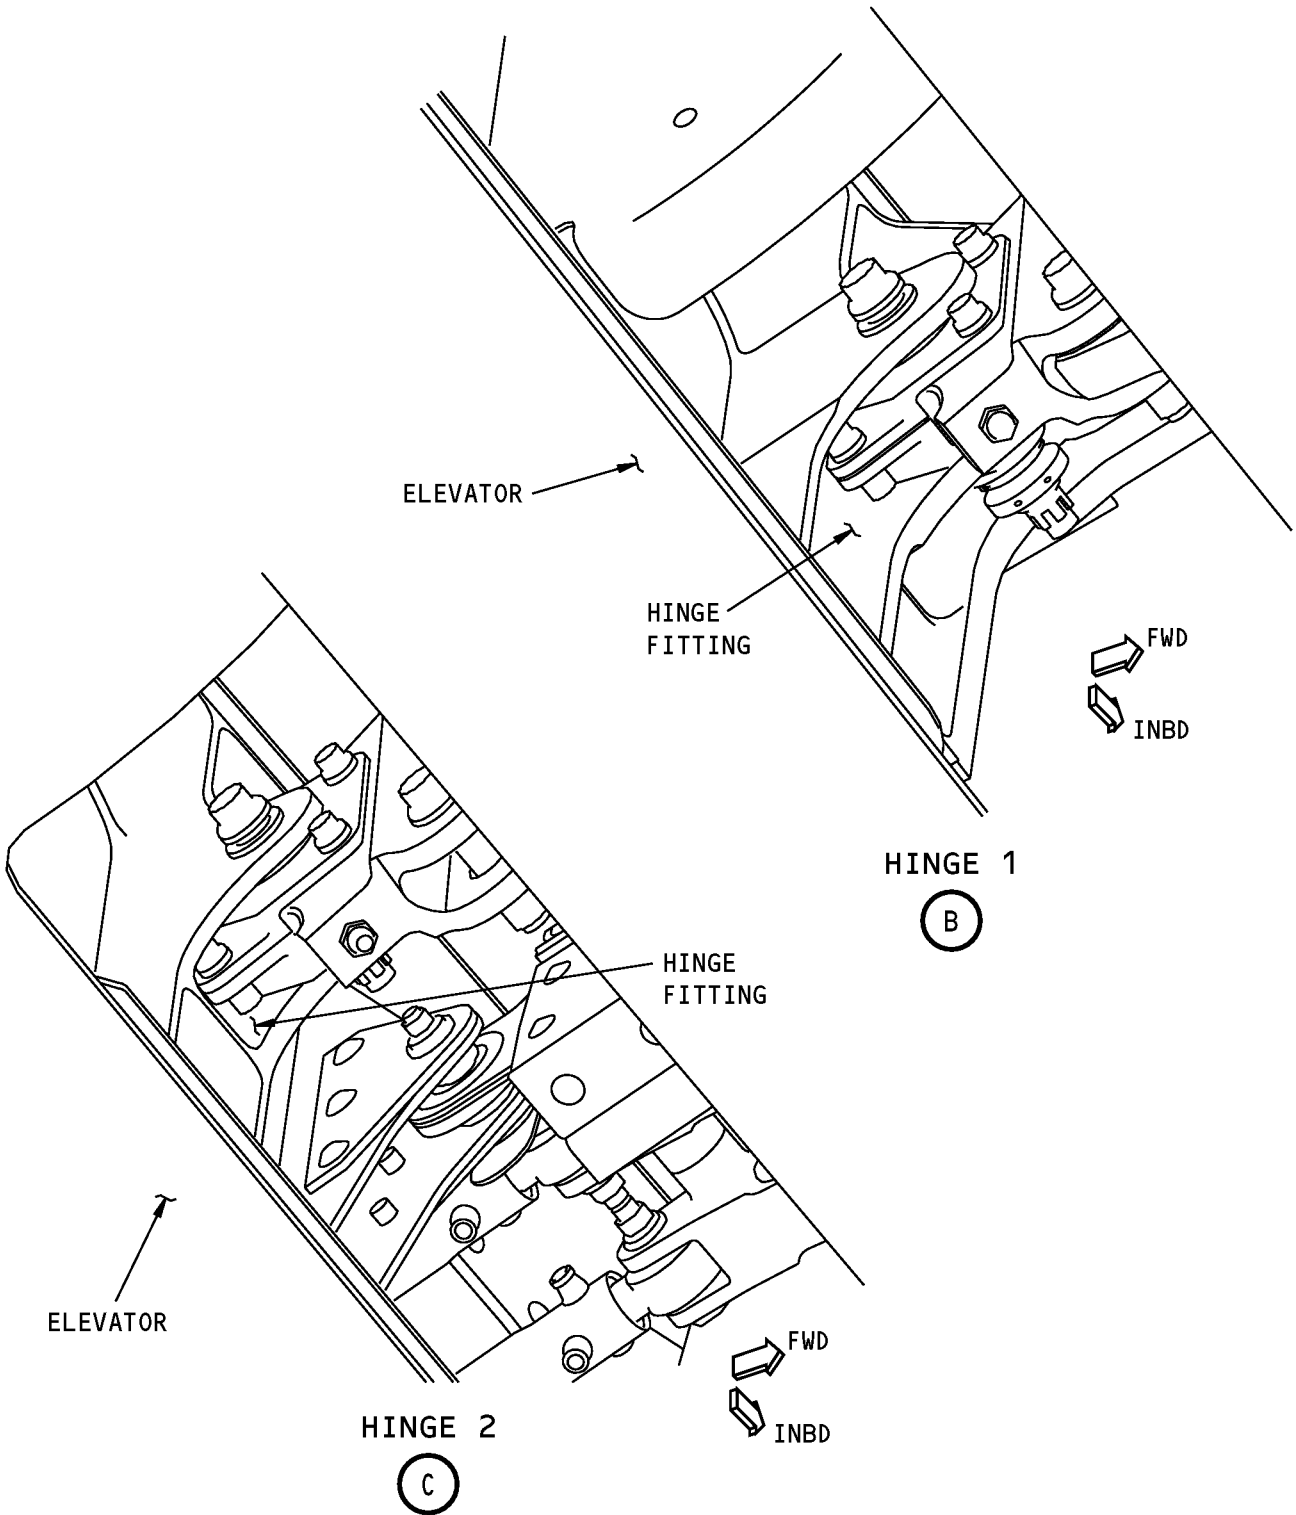 ELEVATOR
HINGE
FITTING
FWD
INBD
HINGE 1
B
HINGE
FITTING
ELEVATOR
FWD
INBD
HINGE 2
C